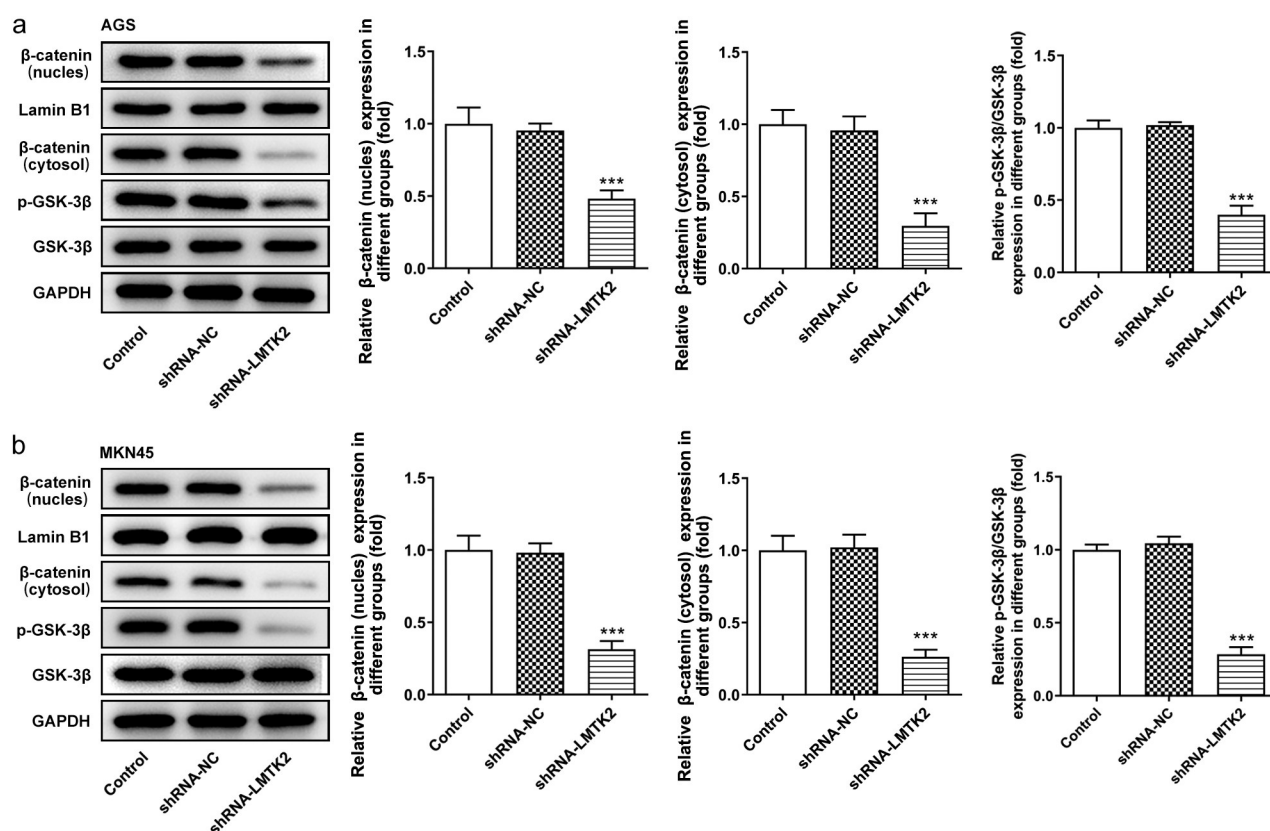 a
AGS
β-catenin
(nucles)
Lamin B1
β-catenin
(cytosol)
p-GSK-3β
GSK-3β
GAPDH
Control
shRNA-NC
shRNA-LMTK2
Relative β-catenin (nucles) expression in
different groups (fold)
1.5
1.0
0.5
0.0
Control
shRNA-NC
shRNA-LMTK2
***
Relative β-catenin (cytosol) expression in
different groups (fold)
1.5
1.0
0.5
0.0
Control
shRNA-NC
shRNA-LMTK2
***
Relative p-GSK-3β/GSK-3β
expression in different groups (fold)
1.5
1.0
0.5
0.0
Control
shRNA-NC
shRNA-LMTK2
***
b
MKN45
β-catenin
(nucles)
Lamin B1
β-catenin
(cytosol)
p-GSK-3β
GSK-3β
GAPDH
Control
shRNA-NC
shRNA-LMTK2
Relative β-catenin (nucles) expression in
different groups (fold)
1.5
1.0
0.5
0.0
Control
shRNA-NC
shRNA-LMTK2
***
Relative β-catenin (cytosol) expression in
different groups (fold)
1.5
1.0
0.5
0.0
Control
shRNA-NC
shRNA-LMTK2
***
Relative p-GSK-3β/GSK-3β
expression in different groups (fold)
1.5
1.0
0.5
0.0
Control
shRNA-NC
shRNA-LMTK2
***